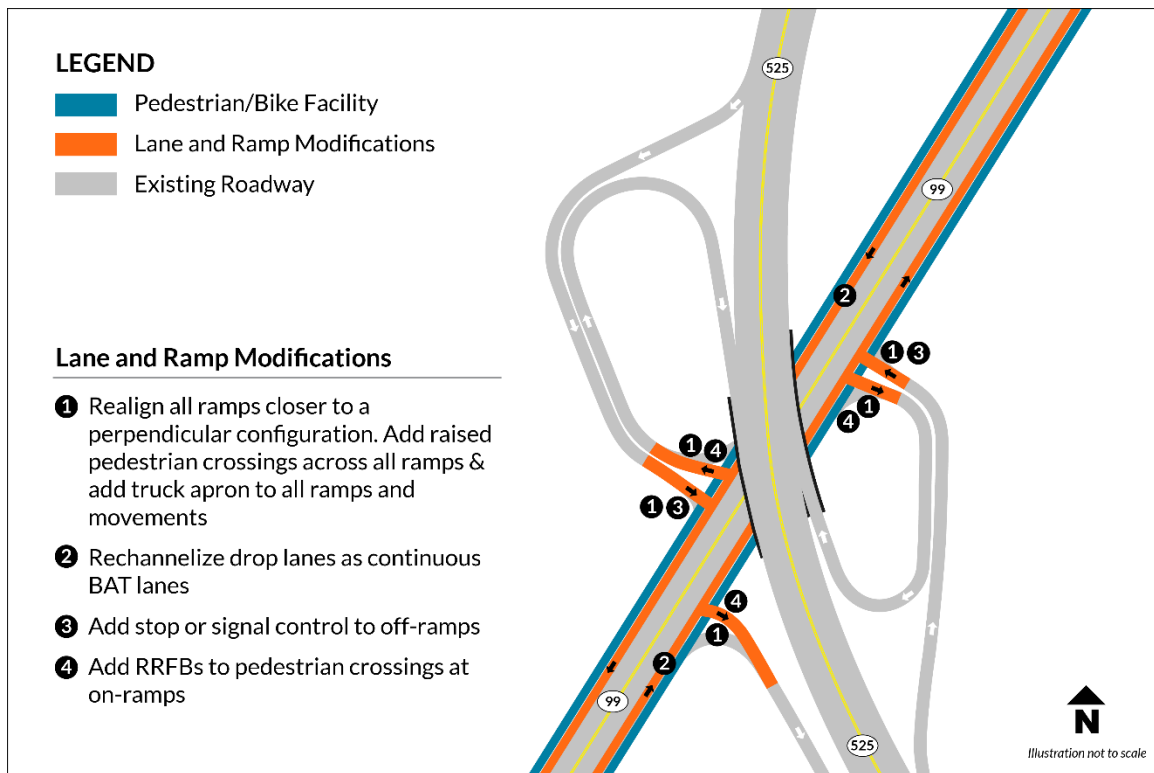 LEGEND
Pedestrian/Bike Facility
Lane and Ramp Modifications
Existing Roadway
Lane and Ramp Modifications
1 Realign all ramps closer to a
perpendicular configuration. Add raised
pedestrian crossings across all ramps &
add truck apron to all ramps and
movements
2 Rechannelize drop lanes as continuous
BAT lanes
3 Add stop or signal control to off-ramps
4 Add RRFBs to pedestrian crossings at
on-ramps
525
99
2
1 3
1
4
1 4
1 3
4
1
2
99
525
N
Illustration not to scale